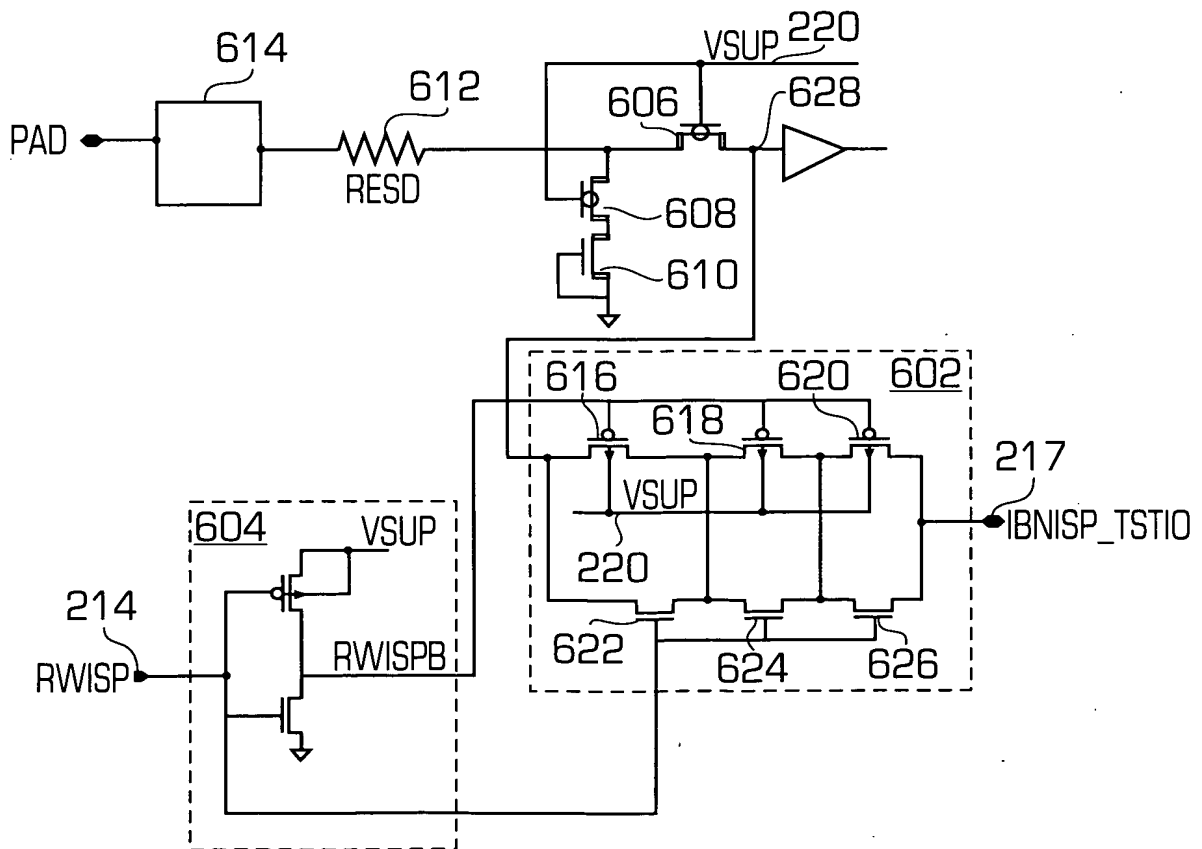 614
PAD
612
RESD
VSUP
220
606
628
608
610
602
616
618
620
VSUP
220
217
IBNISP_TSTIO
622
624
626
604
VSUP
214
RWISP
RWISPB